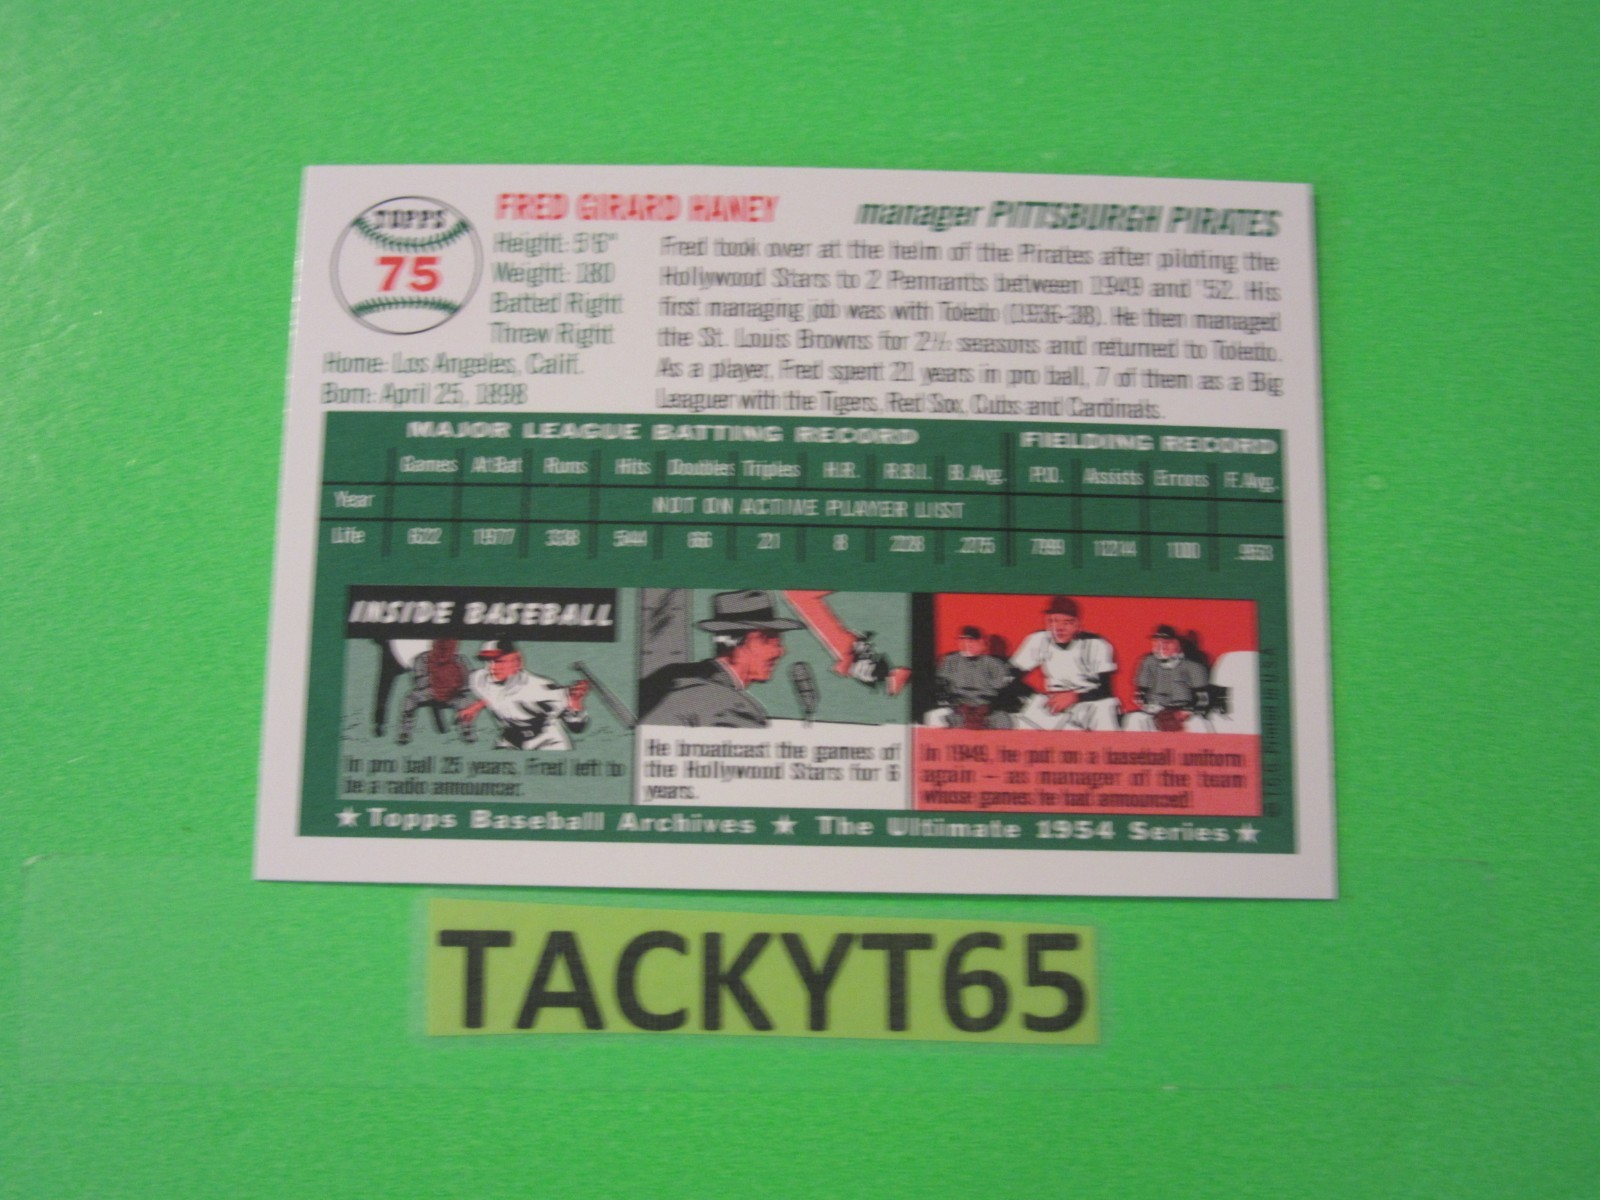 TOPPS
75
FRED GIRARD HANEY
manager PITTSBURGH PIRATES
Height: 5'6"
Weight: 180
Batted Right
Threw Right
Home: Los Angeles, Calif.
Born: April 25, 1898
Fred took over at the helm of the Pirates after piloting the
Hollywood Stars to 2 Pennants between 1949 and '52. His
first managing job was with Toledo (1936-38). He then managed
the St. Louis Browns for 2½ seasons and returned to Toledo.
As a player, Fred spent 21 years in pro ball, 7 of them as a Big
Leaguer with the Tigers, Red Sox, Cubs and Cardinals.
MAJOR LEAGUE BATTING RECORD FIELDING RECORD
Games At Bat Runs Hits Doubles Triples H.R. R.B.I. B. Avg. P.O. Assists Errors F. Avg.
Year NOT ON ACTIVE PLAYER LIST
Life 8 .275
INSIDE BASEBALL
In pro ball 25 years, Fred left to
be a radio announcer.
He broadcast the games of
the Hollywood Stars for 6
years.
In 1949, he put on a baseball uniform
again — as manager of the team
whose games he had announced!
★ Topps Baseball Archives ★ The Ultimate 1954 Series ★
TACKYT65